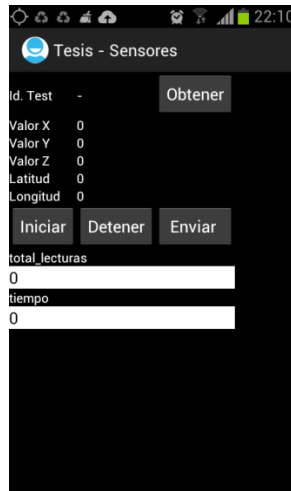 22:10
Tesis - Sensores
Id. Test - Obtener
Valor X 0
Valor Y 0
Valor Z 0
Latitud 0
Longitud 0
Iniciar Detener Enviar
total_lecturas
0
tiempo
0